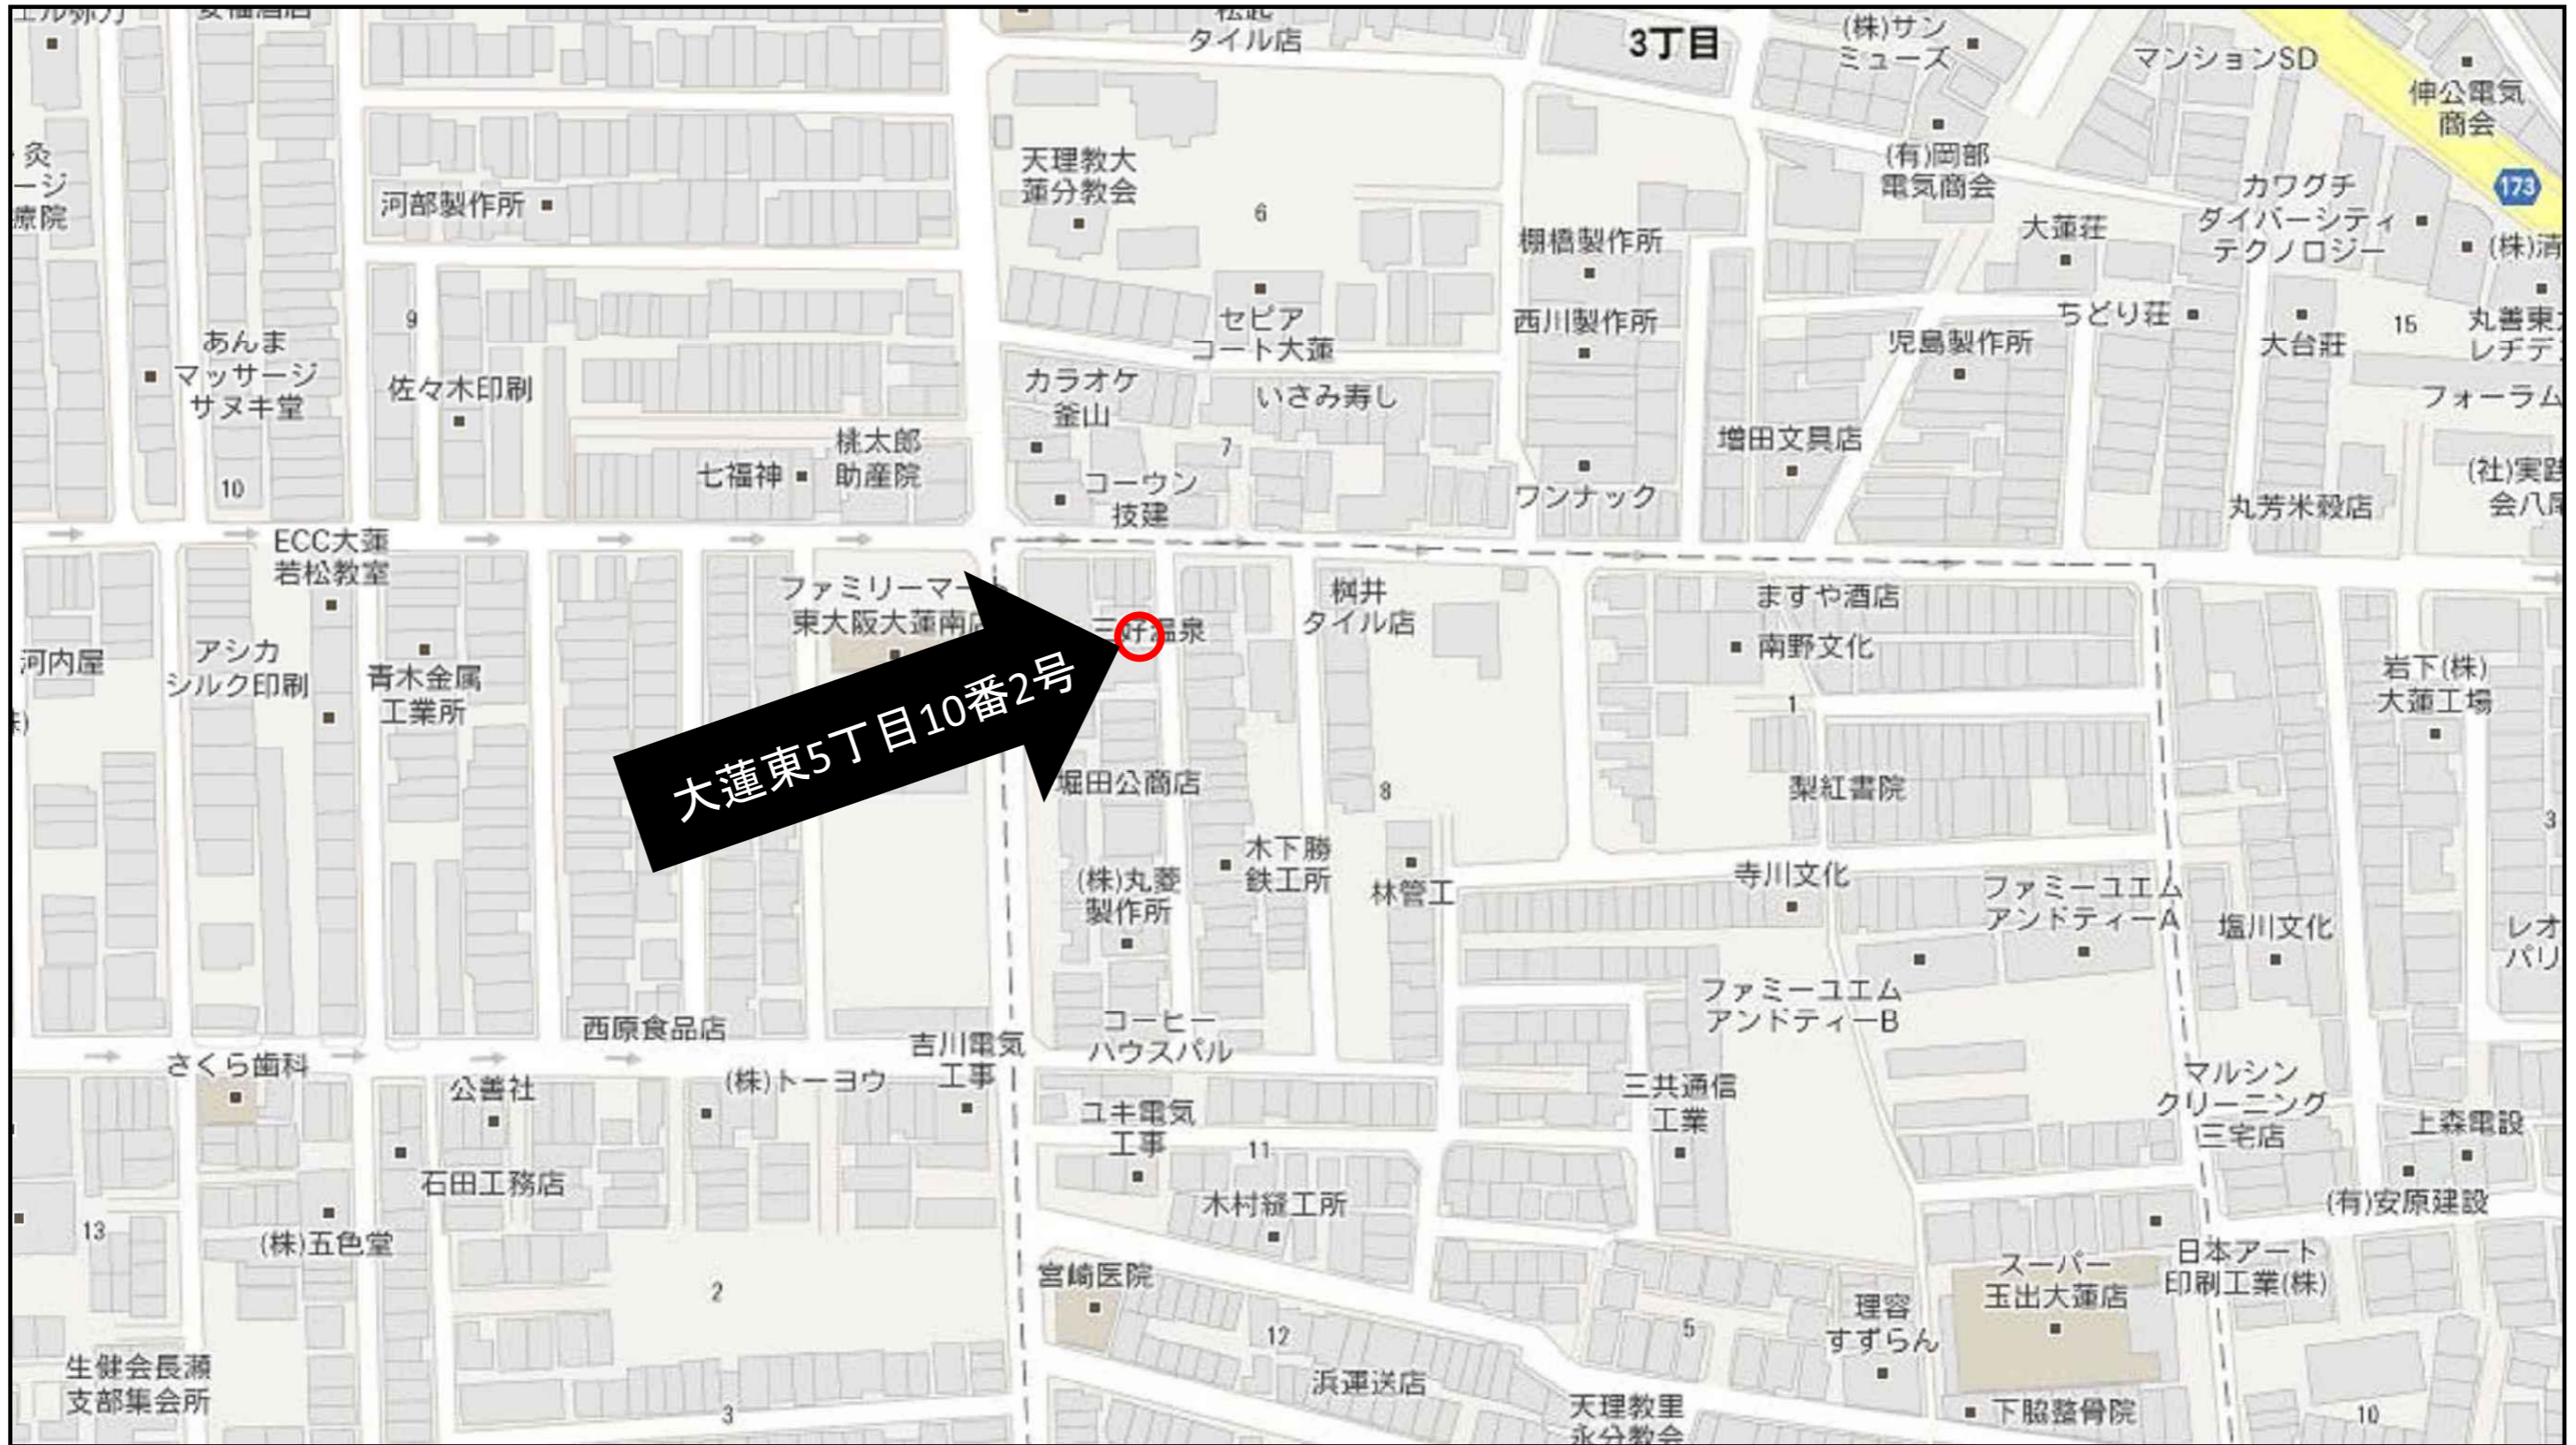 タイル店
3丁目
(株)サン
ミューズ
マンションSD
伸公電気
商会
173
天理教大
蓮分教会
河部製作所
6
(有)岡部
電気商会
カワグチ
ダイバーシティ
テクノロジー
大蓮荘
棚橋製作所
9
あんま
マッサージ
サヌキ堂
佐々木印刷
セピア
コート大蓮
西川製作所
児島製作所
ちどり荘
大台莊
15
カラオケ
釜山
いさみ寿し
7
桃太郎
助産院
七福神
コーウン
技建
ワンナック
増田文具店
丸芳米穀店
フォーラム
10
ECC大蓮
若松教室
ファミリーマー
東大阪大蓮南店
三好温泉
桝井
タイル店
ますや酒店
南野文化
河内屋
アシカ
シルク印刷
青木金属
工業所
大蓮東5丁目10番2号
岩下(株)
大蓮工場
1
堀田公商店
8
梨紅書院
3
(株)丸菱
製作所
木下勝
鉄工所
林管工
寺川文化
ファミーユエム
アンドティーA
塩川文化
ファミーユエム
アンドティーB
西原食品店
吉川電気
工事
コーヒー
ハウスパル
さくら歯科
公善社
(株)トーヨウ
ユキ電気
工事
三共通信
工業
マルシン
クリーニング
三宅店
上森電設
11
石田工務店
木村縫工所
(有)安原建設
13
(株)五色堂
宮崎医院
スーパー
玉出大蓮店
日本アート
印刷工業(株)
2
12
5
理容
すずらん
生健会長瀬
支部集会所
浜運送店
3
天理教里
永分教会
下脇整骨院
10